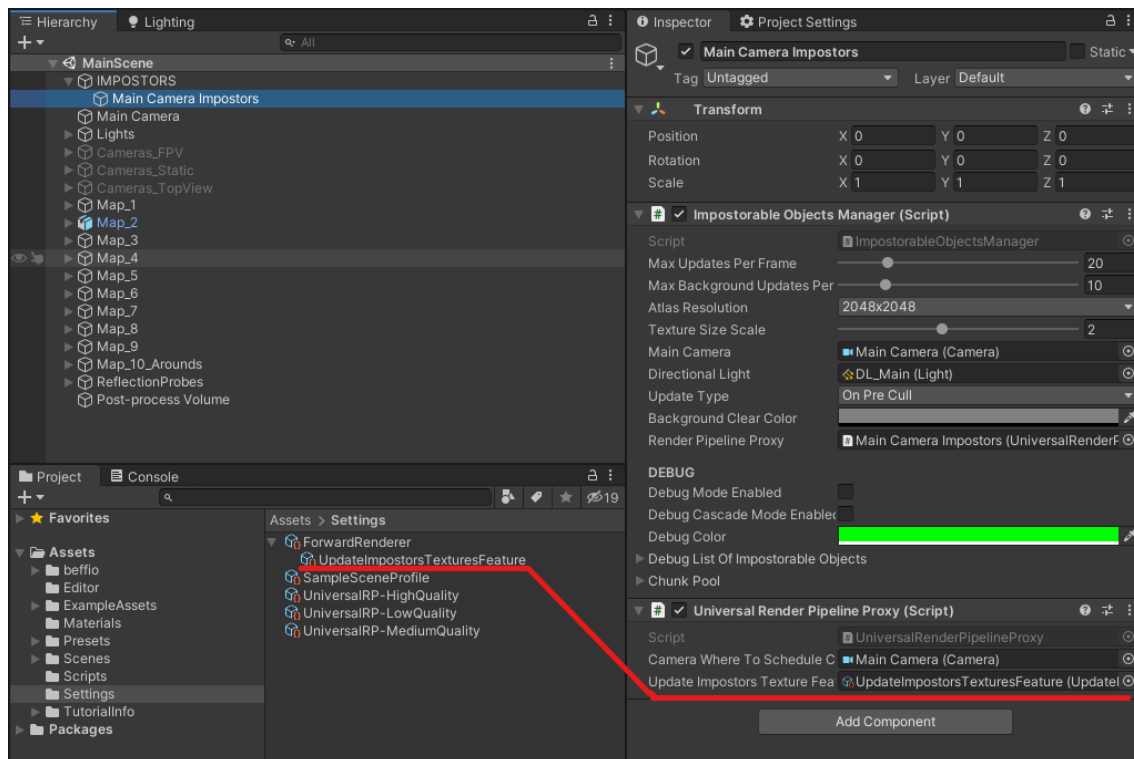 Hierarchy
Lighting
All
MainScene
IMPOSTORS
Main Camera Impostors
Main Camera
Lights
Cameras_FPV
Cameras_Static
Cameras_TopView
Map_1
Map_2
Map_3
Map_4
Map_5
Map_6
Map_7
Map_8
Map_9
Map_10_Arounds
ReflectionProbes
Post-process Volume
Project
Console
19
Favorites
Assets
beffio
Editor
ExampleAssets
Materials
Presets
Scenes
Scripts
Settings
TutorialInfo
Packages
Assets > Settings
ForwardRenderer
UpdateImpostorsTexturesFeature
SampleSceneProfile
UniversalRP-HighQuality
UniversalRP-LowQuality
UniversalRP-MediumQuality
Inspector
Project Settings
Main Camera Impostors
Static
Tag Untagged Layer Default
Transform
Position X 0 Y 0 Z 0
Rotation X 0 Y 0 Z 0
Scale X 1 Y 1 Z 1
# Impostorable Objects Manager (Script)
Script # ImpostorableObjectsManager
Max Updates Per Frame 20
Max Background Updates Per 10
Atlas Resolution 2048x2048
Texture Size Scale 2
Main Camera Main Camera (Camera)
Directional Light DL_Main (Light)
Update Type On Pre Cull
Background Clear Color
Render Pipeline Proxy # Main Camera Impostors (UniversalRenderF
DEBUG
Debug Mode Enabled
Debug Cascade Mode Enabled
Debug Color
Debug List Of Impostorable Objects
Chunk Pool
# Universal Render Pipeline Proxy (Script)
Script # UniversalRenderPipelineProxy
Camera Where To Schedule C Main Camera (Camera)
Update Impostors Texture Fea UpdateImpostorsTexturesFeature (Updatel
Add Component